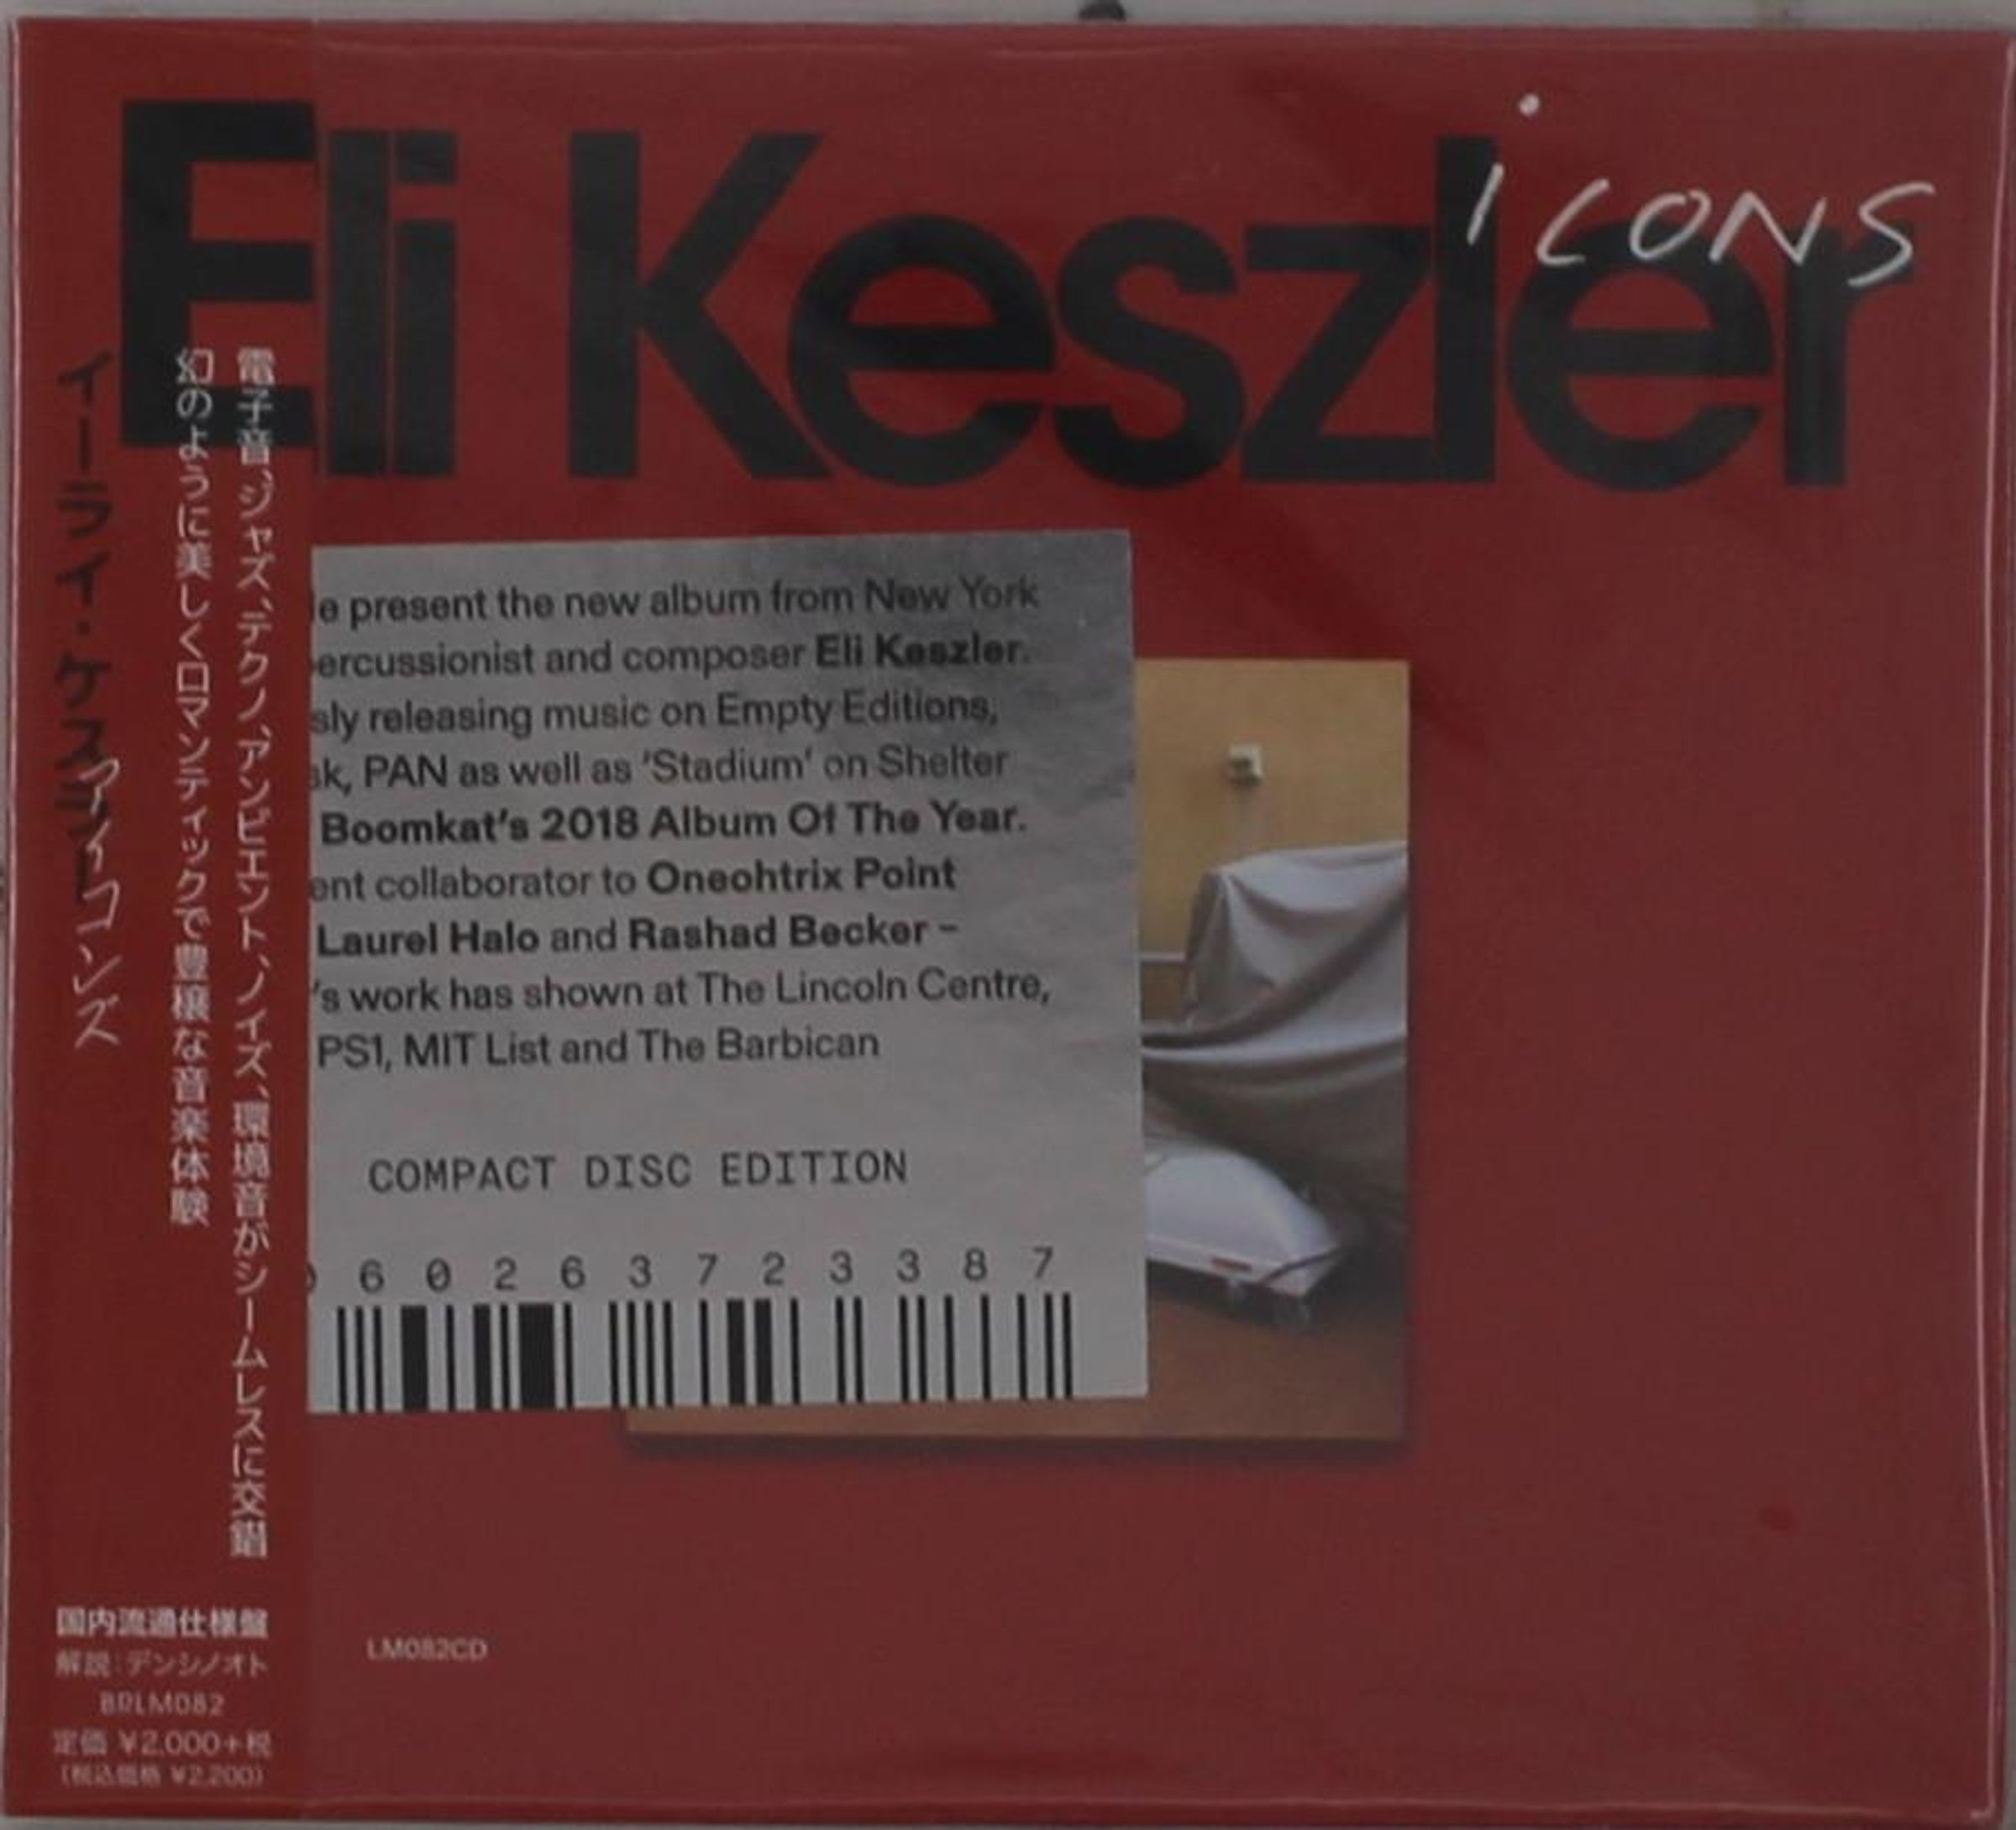 Eli Keszler
iCONS
イーライ・ケスラー
アイコンズ
電子音、ジャズ、テクノ、アンビエント、ノイズ、環境音がシームレスに交錯
幻のように美しくロマンティックで豊穣な音楽体験
国内流通仕様盤
解説:デンシノオト
BRLM082
定価 ¥2,000+税
(税込価格 ¥2,200)
e present the new album from New York
ercussionist and composer Eli Keszler.
sly releasing music on Empty Editions,
k, PAN as well as ‘Stadium’ on Shelter
Boomkat’s 2018 Album Of The Year.
ent collaborator to Oneohtrix Point
Laurel Halo and Rashad Becker –
’s work has shown at The Lincoln Centre,
PS1, MIT List and The Barbican
COMPACT DISC EDITION
6 0 2 6 3 7 2 3 3 8 7
LM082CD